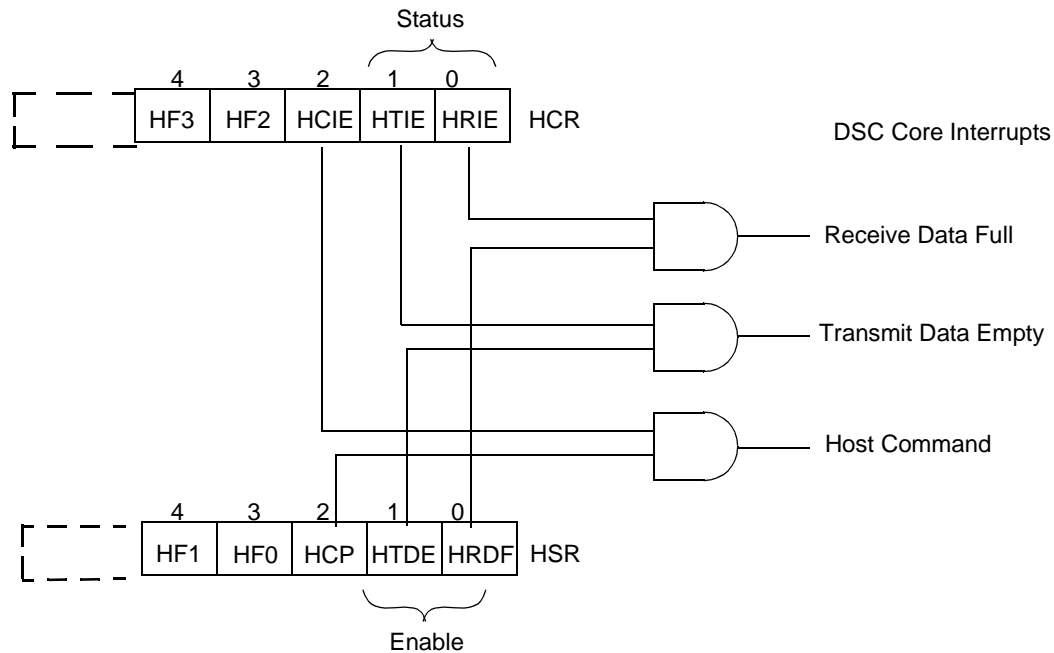 Status
4 3 2 1 0
HF3 HF2 HCIE HTIE HRIE HCR
DSC Core Interrupts
Receive Data Full
Transmit Data Empty
Host Command
4 3 2 1 0
HF1 HF0 HCP HTDE HRDF HSR
Enable